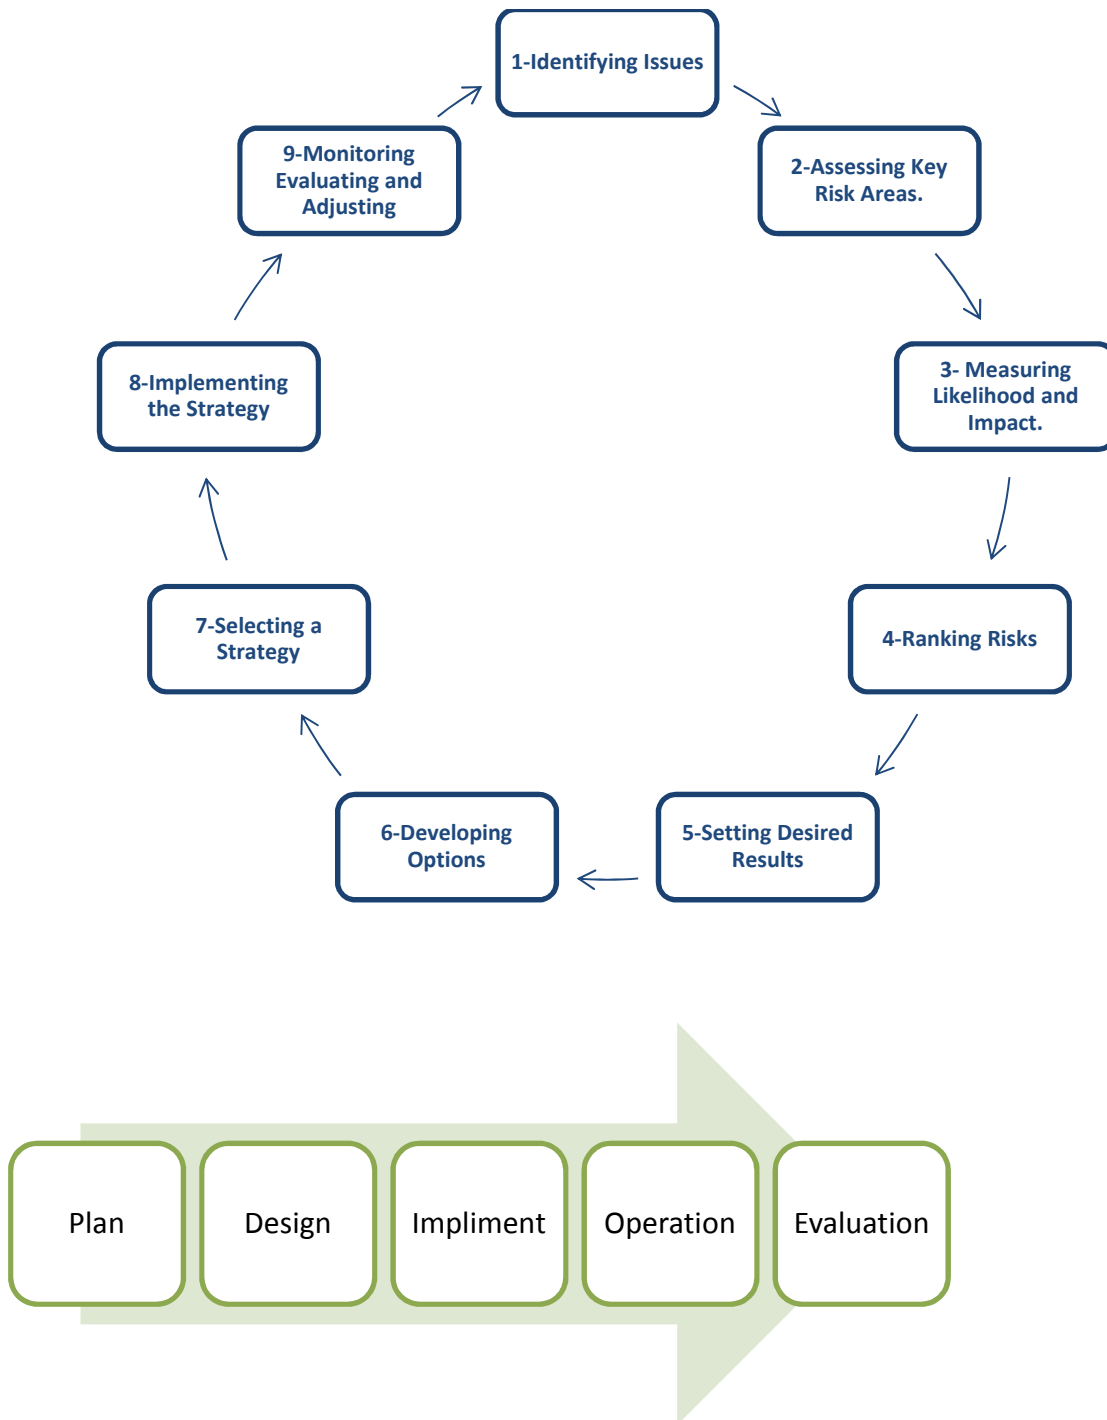 1-Identifying Issues
2-Assessing Key
Risk Areas.
3- Measuring
Likelihood and
Impact.
4-Ranking Risks
5-Setting Desired
Results
6-Developing
Options
7-Selecting a
Strategy
8-Implementing
the Strategy
9-Monitoring
Evaluating and
Adjusting
Plan
Design
Impliment
Operation
Evaluation